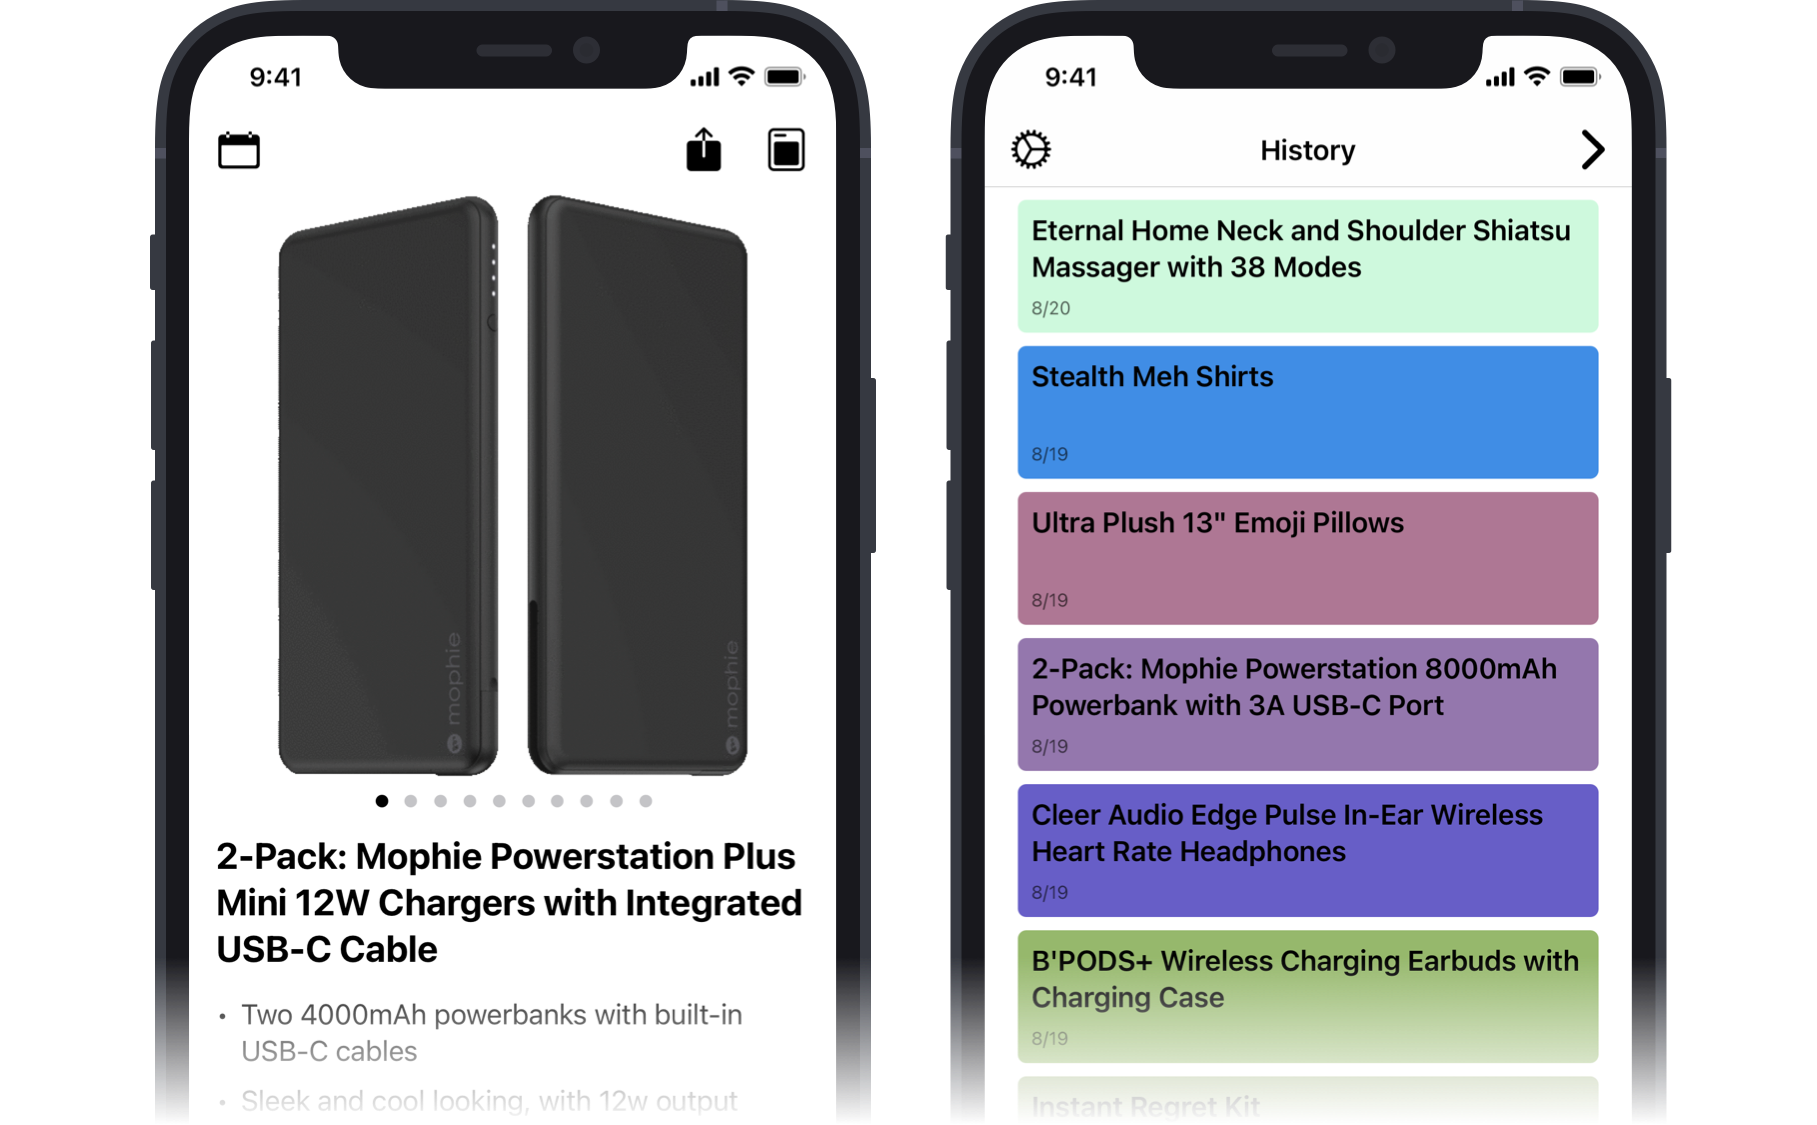 9:41
mophie
mophie
2-Pack: Mophie Powerstation Plus
Mini 12W Chargers with Integrated
USB-C Cable
• Two 4000mAh powerbanks with built-in
USB-C cables
• Sleek and cool looking, with 12w output
9:41
History
Eternal Home Neck and Shoulder Shiatsu
Massager with 38 Modes
8/20
Stealth Meh Shirts
8/19
Ultra Plush 13" Emoji Pillows
8/19
2-Pack: Mophie Powerstation 8000mAh
Powerbank with 3A USB-C Port
8/19
Cleer Audio Edge Pulse In-Ear Wireless
Heart Rate Headphones
8/19
B'PODS+ Wireless Charging Earbuds with
Charging Case
8/19
Instant Regret Kit